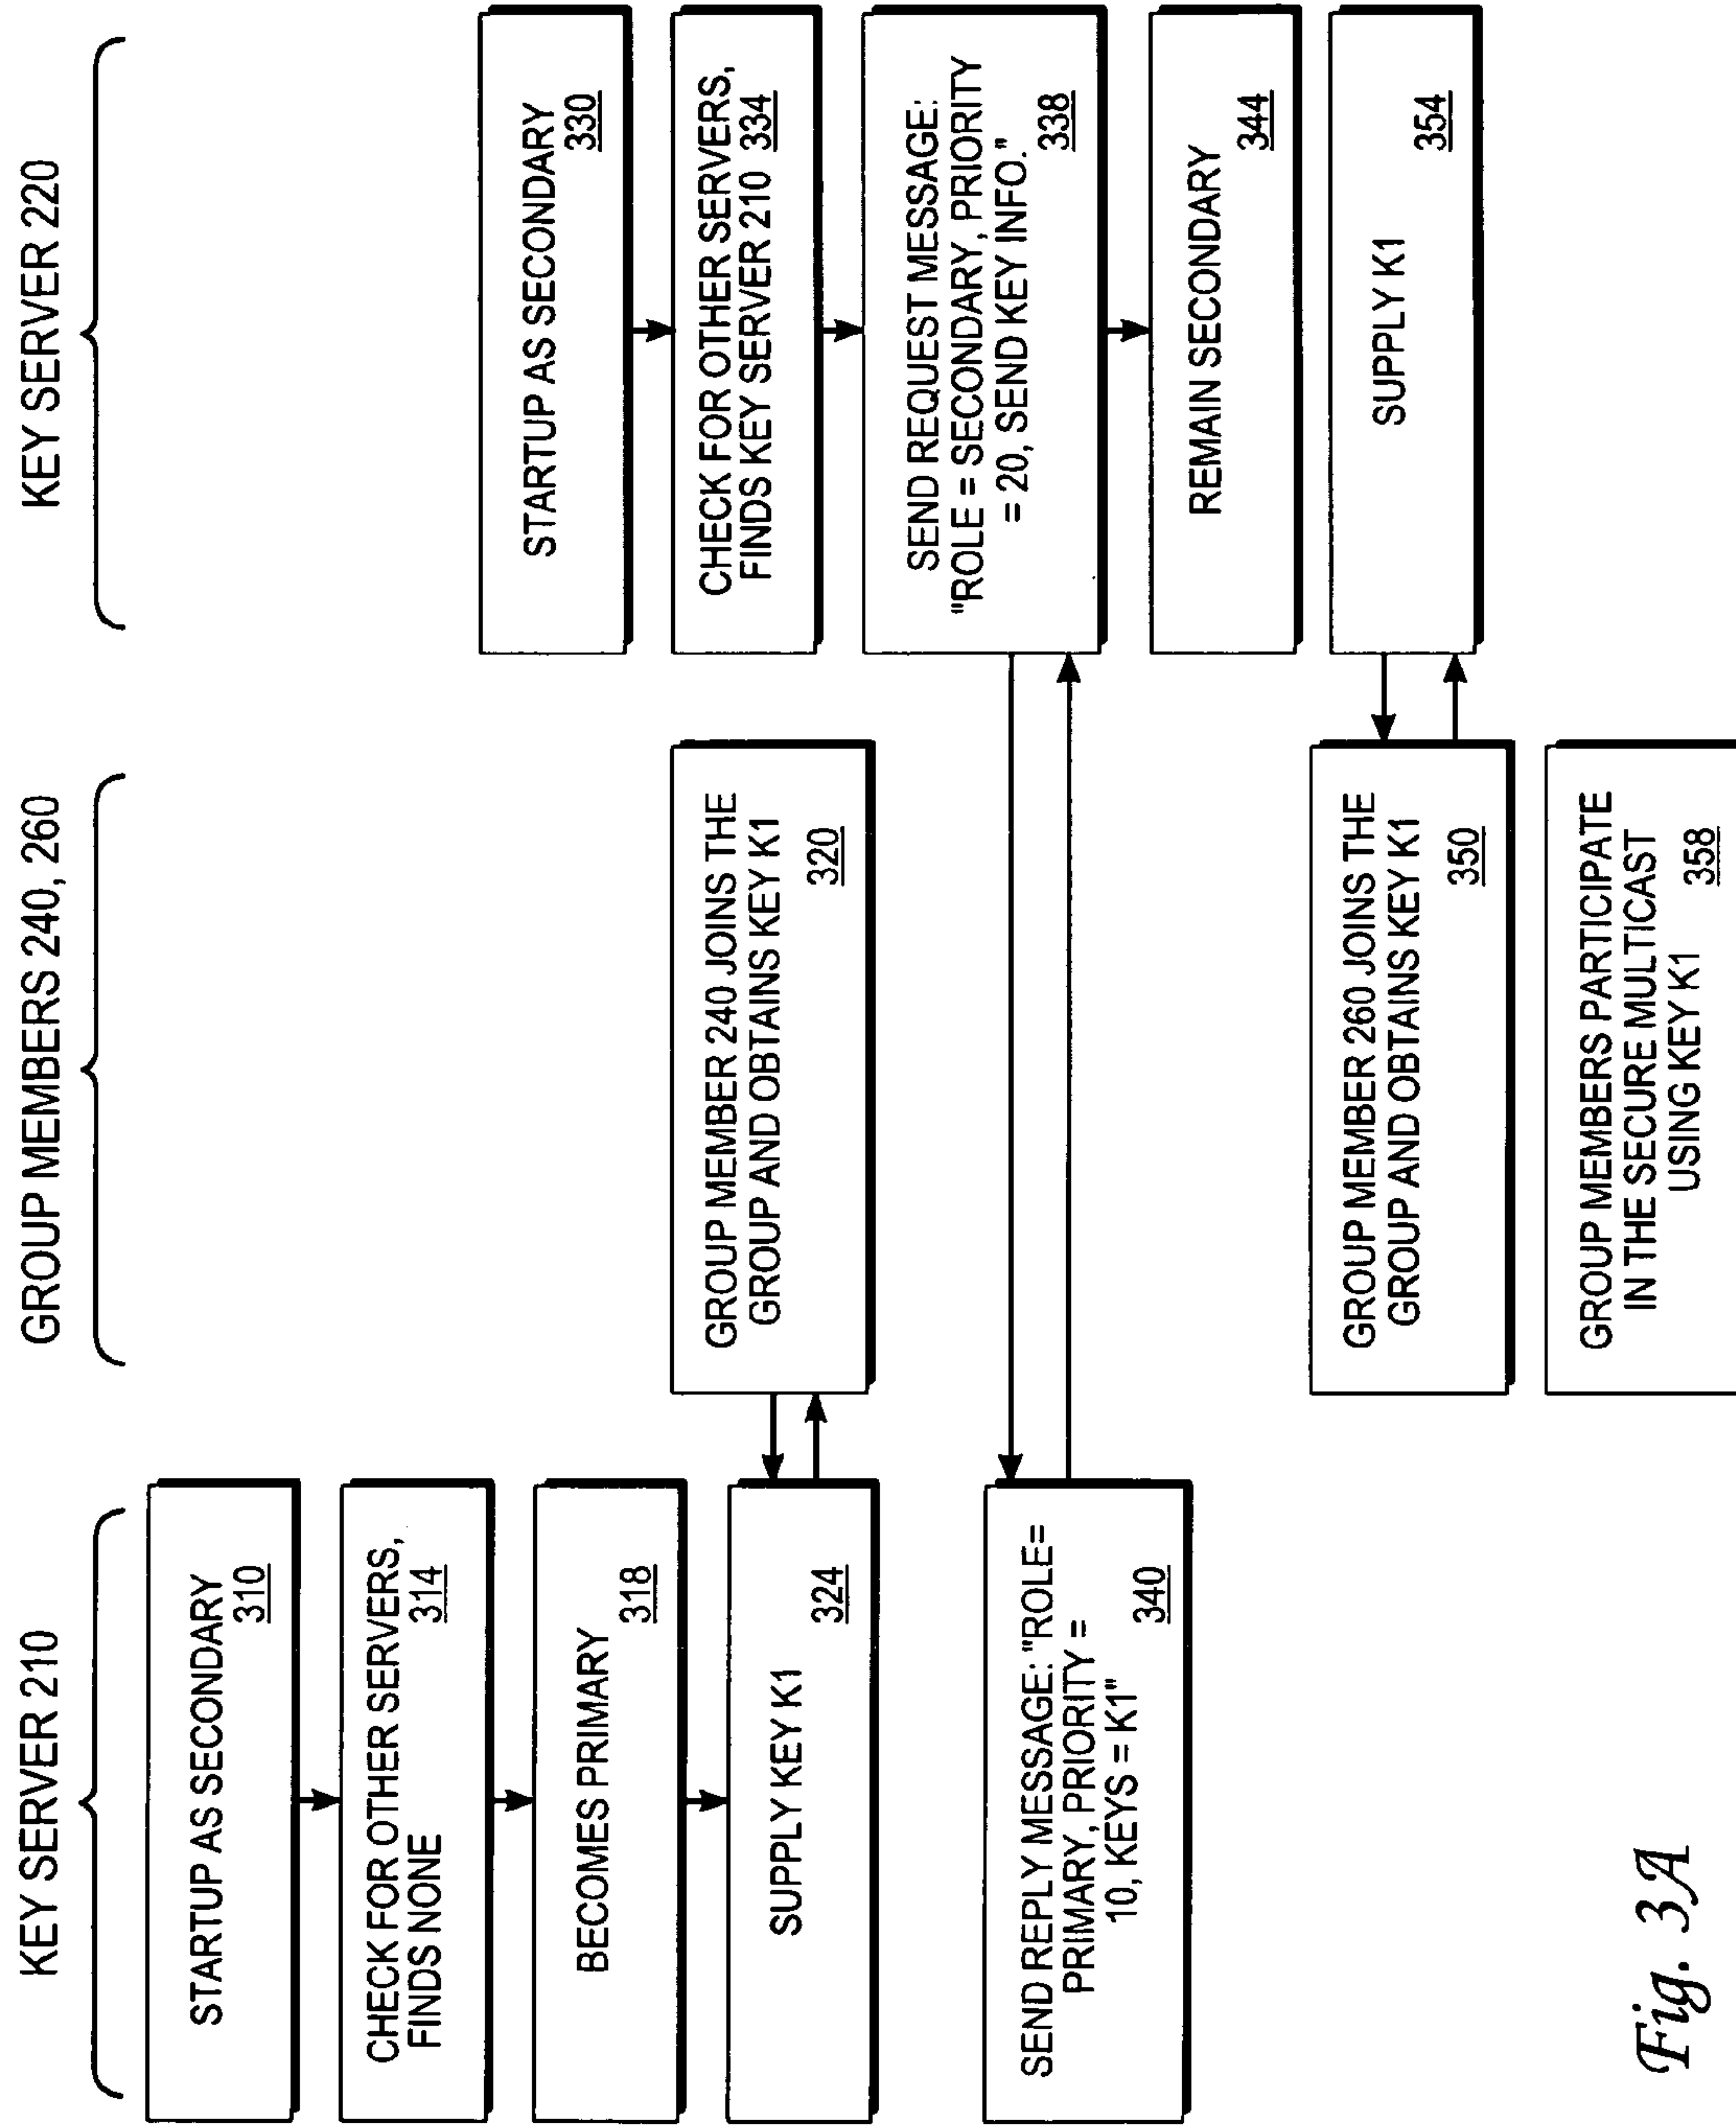 KEY SERVER 210
GROUP MEMBERS 240, 260
KEY SERVER 220
STARTUP AS SECONDARY
310
CHECK FOR OTHER SERVERS,
FINDS NONE 314
BECOMES PRIMARY
318
SUPPLY KEY K1
324
GROUP MEMBER 240 JOINS THE
GROUP AND OBTAINS KEY K1
320
STARTUP AS SECONDARY
330
CHECK FOR OTHER SERVERS,
FINDS KEY SERVER 210 334
SEND REQUEST MESSAGE:
"ROLE = SECONDARY, PRIORITY
= 20, SEND KEY INFO."
338
SEND REPLY MESSAGE: "ROLE=
PRIMARY, PRIORITY =
10, KEYS = K1"
340
REMAIN SECONDARY
344
GROUP MEMBER 260 JOINS THE
GROUP AND OBTAINS KEY K1
350
SUPPLY K1
354
GROUP MEMBERS PARTICIPATE
IN THE SECURE MULTICAST
USING KEY K1 358
Fig. 3A